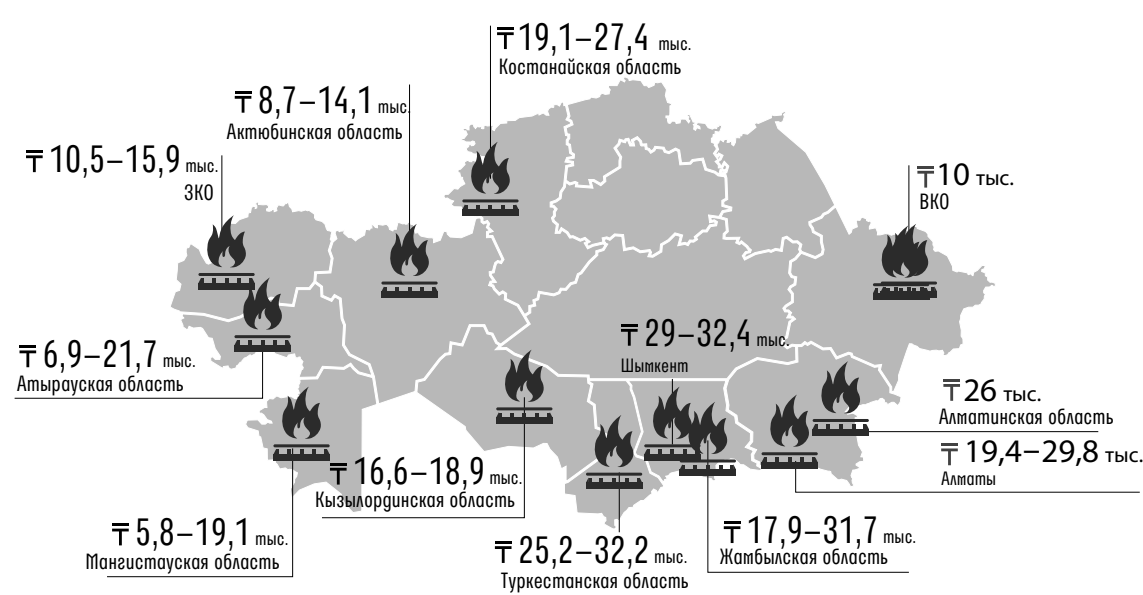 ₸ 19,1–27,4 тыс.
Костанайская область
₸ 8,7–14,1 тыс.
Актюбинская область
₸ 10,5–15,9 тыс.
ЗКО
₸10 тыс.
ВКО
₸ 29–32,4 тыс.
Шымкент
₸ 6,9–21,7 тыс.
Атырауская область
₸26 тыс.
Алматинская область
₸ 19,4–29,8 тыс.
Алматы
₸ 16,6–18,9 тыс.
Кызылординская область
₸ 5,8–19,1 тыс.
Мангистауская область
₸ 17,9–31,7 тыс.
Жамбылская область
₸ 25,2–32,2 тыс.
Туркестанская область